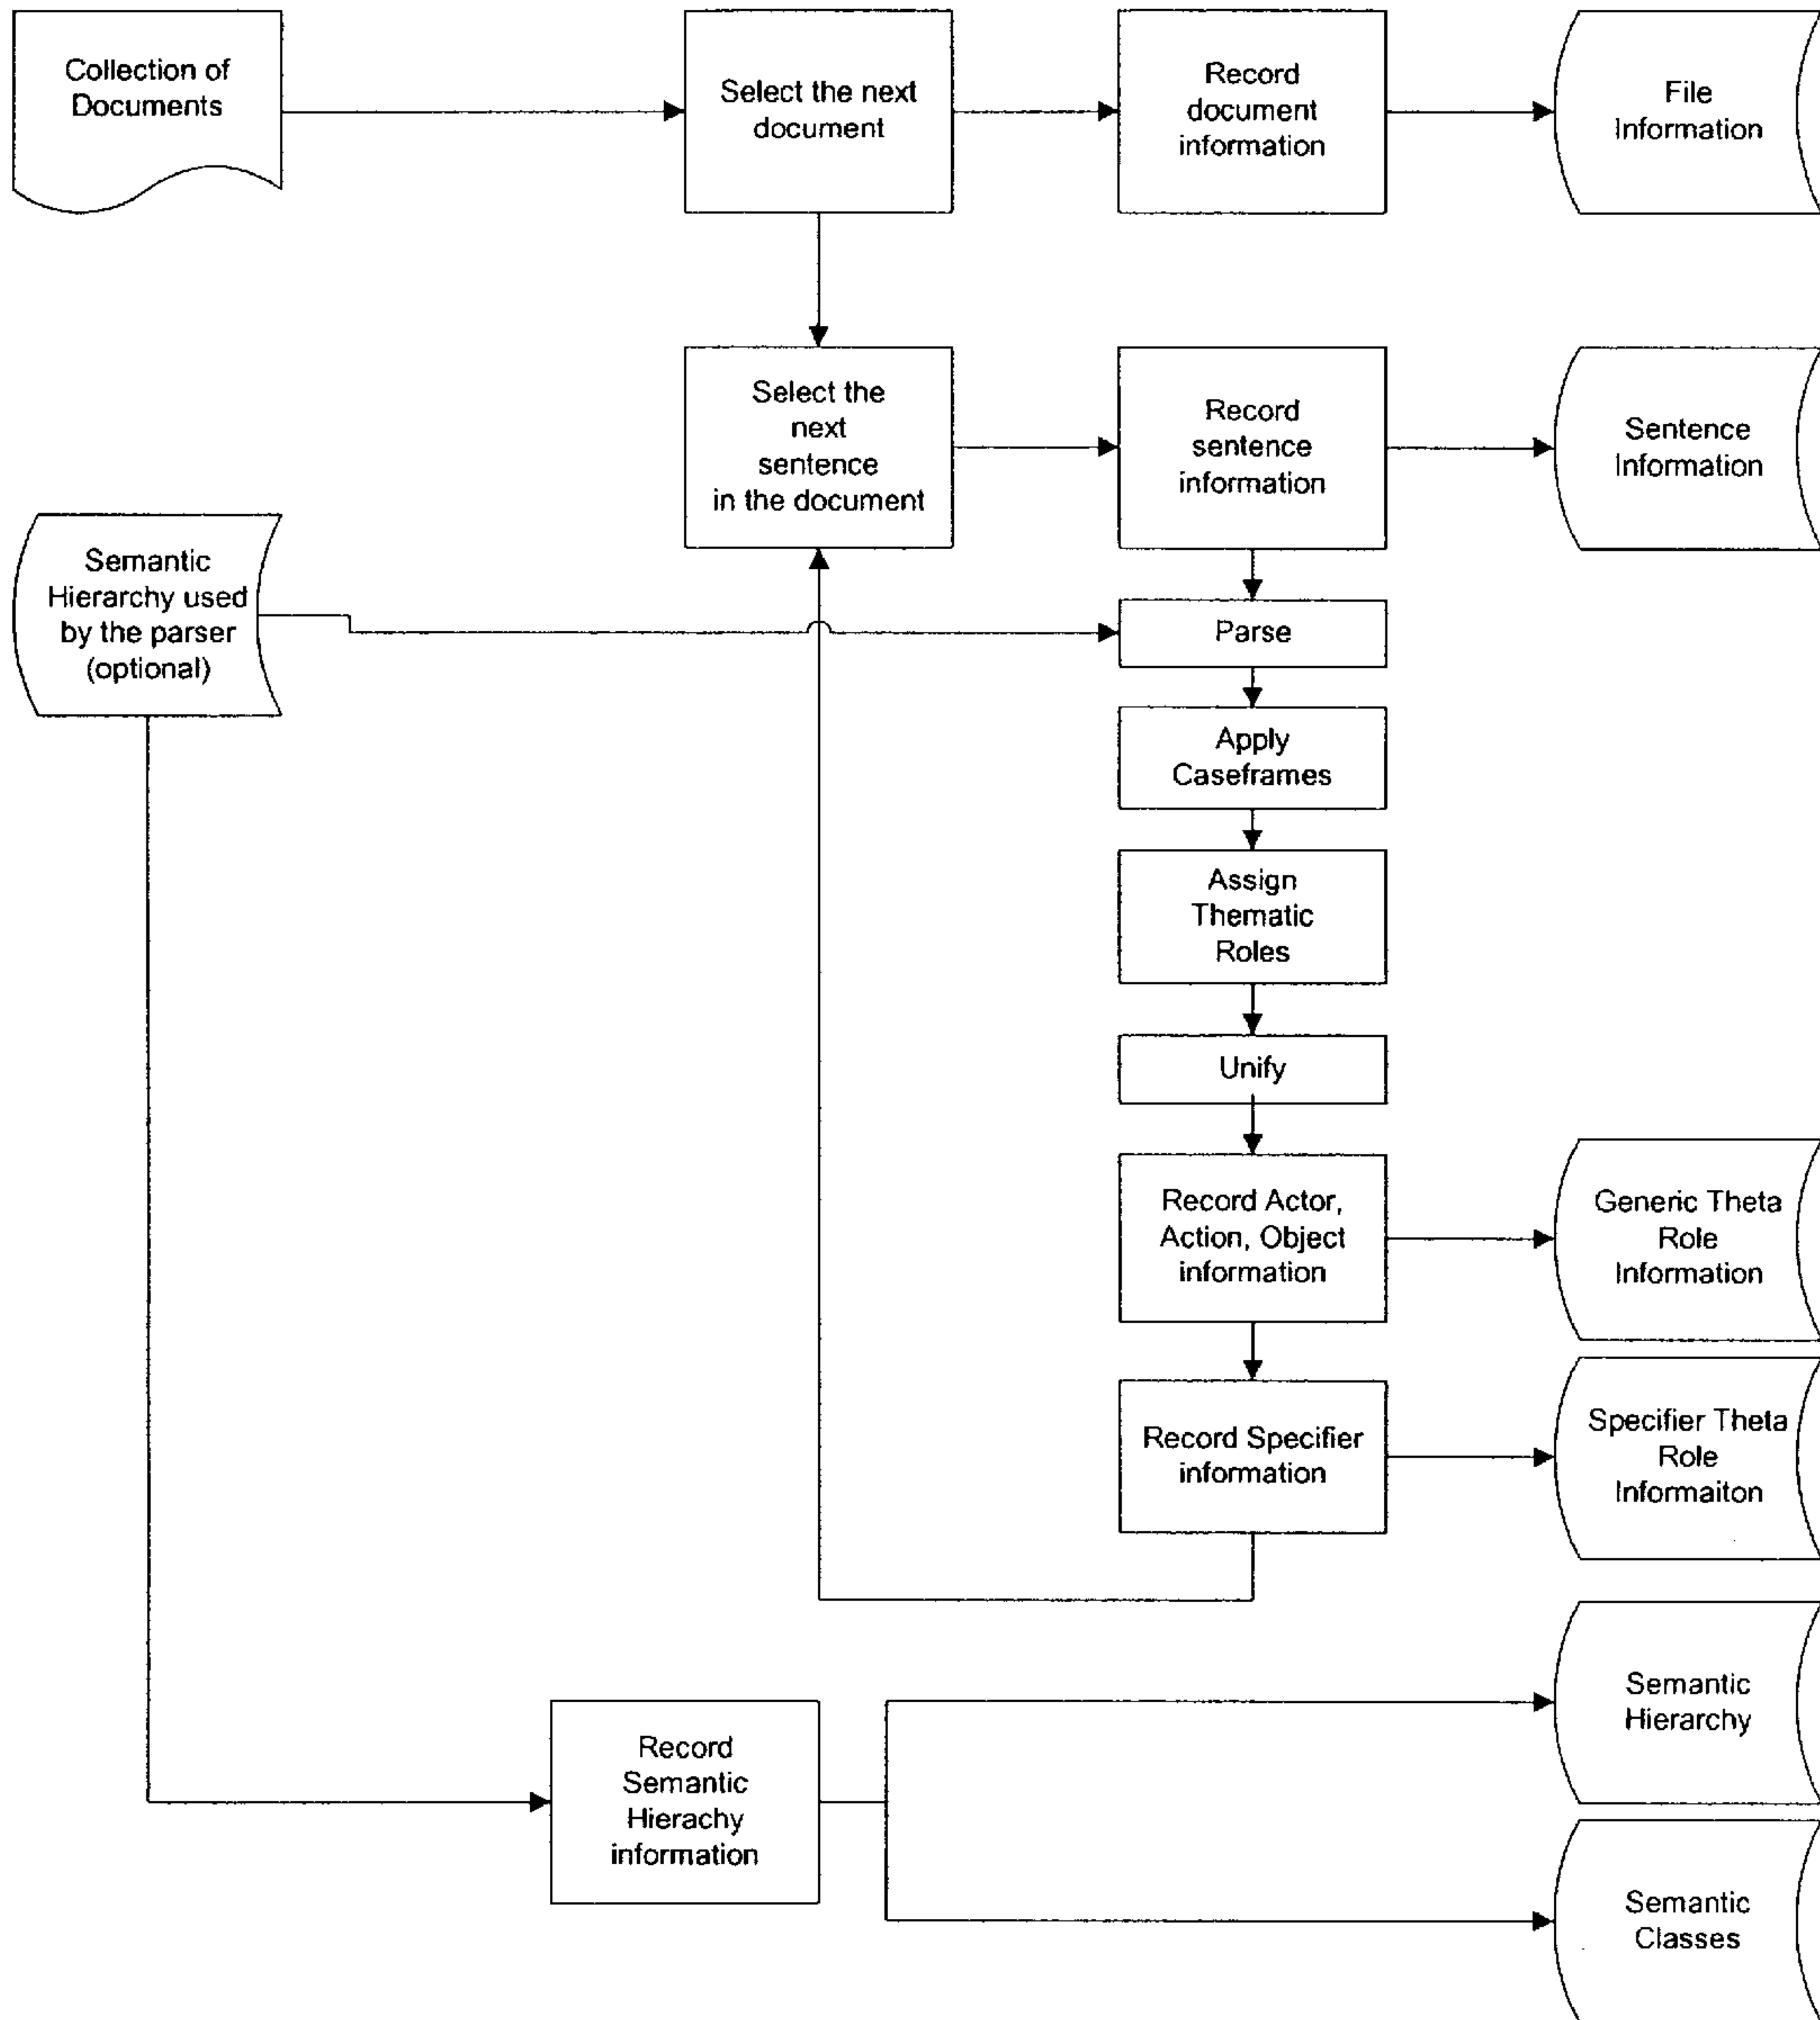 Collection of
Documents
Select the next
document
Record
document
information
File
Information
Select the
next
sentence
in the document
Record
sentence
information
Sentence
Information
Semantic
Hierarchy used
by the parser
(optional)
Parse
Apply
Caseframes
Assign
Thematic
Roles
Unify
Record Actor,
Action, Object
information
Generic Theta
Role
Information
Record Specifier
information
Specifier Theta
Role
Informaiton
Record
Semantic
Hierachy
information
Semantic
Hierarchy
Semantic
Classes